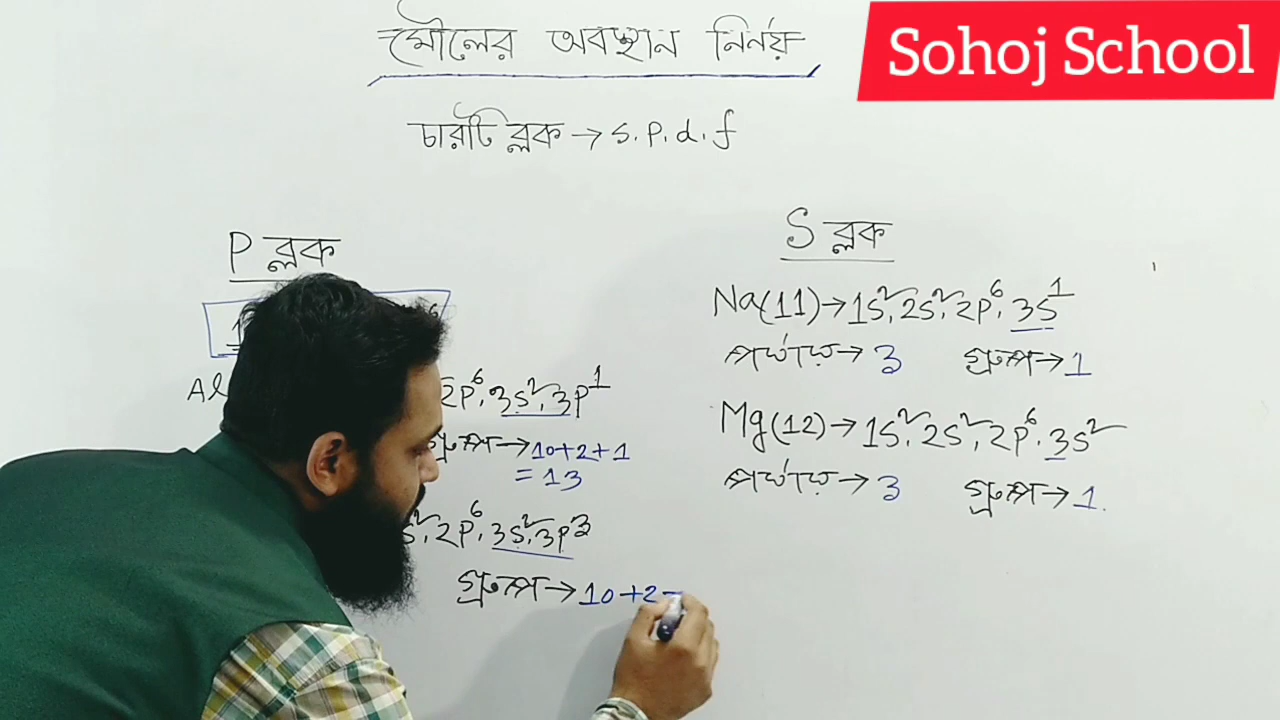 মৌলের অবস্থান নির্নয়
Sohoj School
চারটি ব্লক → s. p. d. f
P ব্লক
1
Al
2p⁶. 3s². 3p¹
গ্রুপ → 10+2+1
= 13
s². 2p⁶. 3s². 3p³
গ্রুপ → 10+2
S ব্লক
Na(11) → 1s². 2s². 2p⁶. 3s¹
পর্যায় → 3 গ্রুপ → 1
Mg(12) → 1s². 2s². 2p⁶. 3s²
পর্যায় → 3 গ্রুপ → 1.